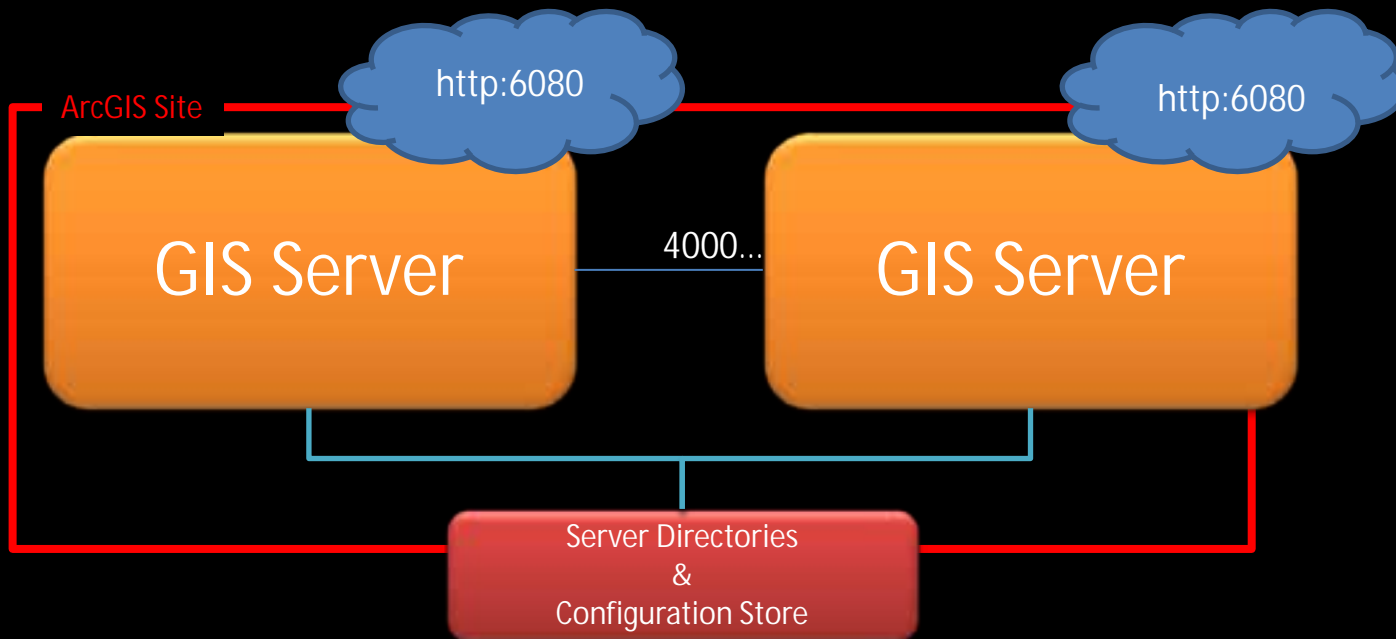 http:6080
http:6080
ArcGIS Site
GIS Server
4000...
GIS Server
Server Directories
&
Configuration Store